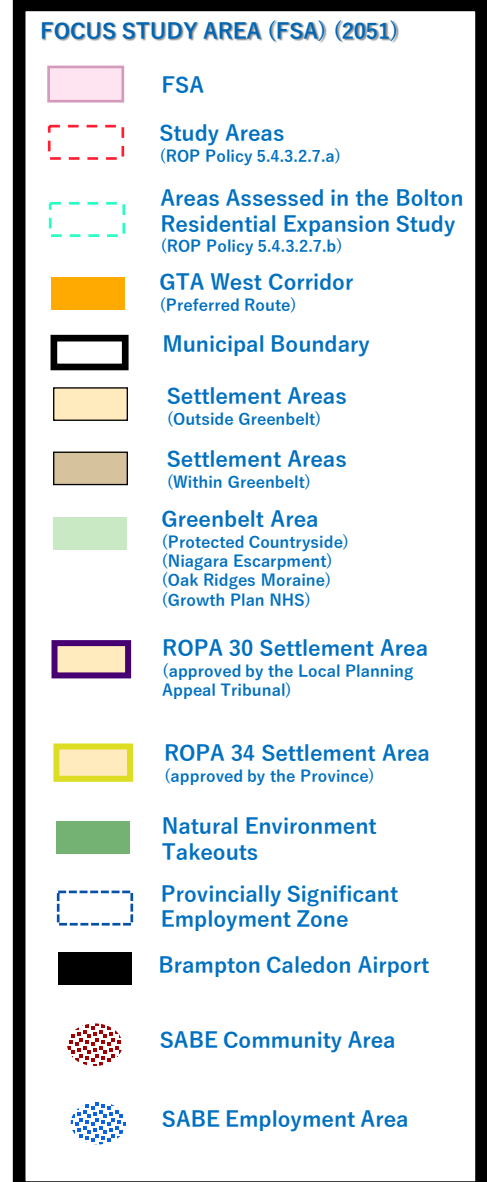 FOCUS STUDY AREA (FSA) (2051)
FSA
Study Areas
(ROP Policy 5.4.3.2.7.a)
Areas Assessed in the Bolton
Residential Expansion Study
(ROP Policy 5.4.3.2.7.b)
GTA West Corridor
(Preferred Route)
Municipal Boundary
Settlement Areas
(Outside Greenbelt)
Settlement Areas
(Within Greenbelt)
Greenbelt Area
(Protected Countryside)
(Niagara Escarpment)
(Oak Ridges Moraine)
(Growth Plan NHS)
ROPA 30 Settlement Area
(approved by the Local Planning
Appeal Tribunal)
ROPA 34 Settlement Area
(approved by the Province)
Natural Environment
Takeouts
Provincially Significant
Employment Zone
Brampton Caledon Airport
SABE Community Area
SABE Employment Area